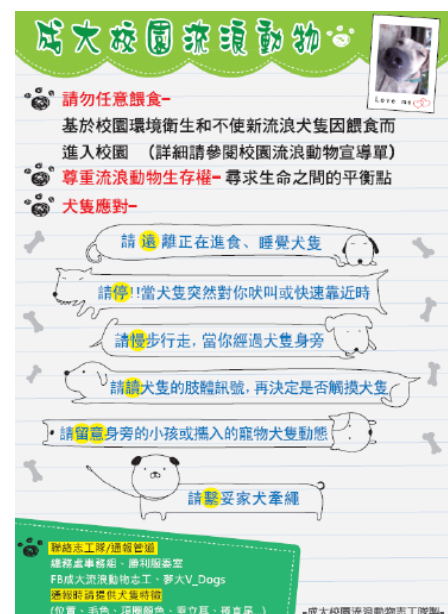 成大校園流浪動物
Love me
請勿任意餵食-
基於校園環境衛生和不使新流浪犬隻因餵食而
進入校園 （詳細請參閱校園流浪動物宣導單）
尊重流浪動物生存權-尋求生命之間的平衡點
犬隻應對-
請遠離正在進食、睡覺犬隻
請停!!當犬隻突然對你吠叫或快速靠近時
請慢步行走，當你經過犬隻身旁
請讀犬隻的肢體訊號，再決定是否觸摸犬隻
請留意身旁的小孩或攜入的寵物犬隻動態
請繫妥家犬牽繩
聯絡志工隊/通報管道
總務處事務組、勝利服委室
FB成大流浪動物志工、夢大V_Dogs
通報時請提供犬隻特徵
(位置、毛色、項圈顏色、垂立耳、捲直尾..)
-成大校園流浪動物志工隊製-